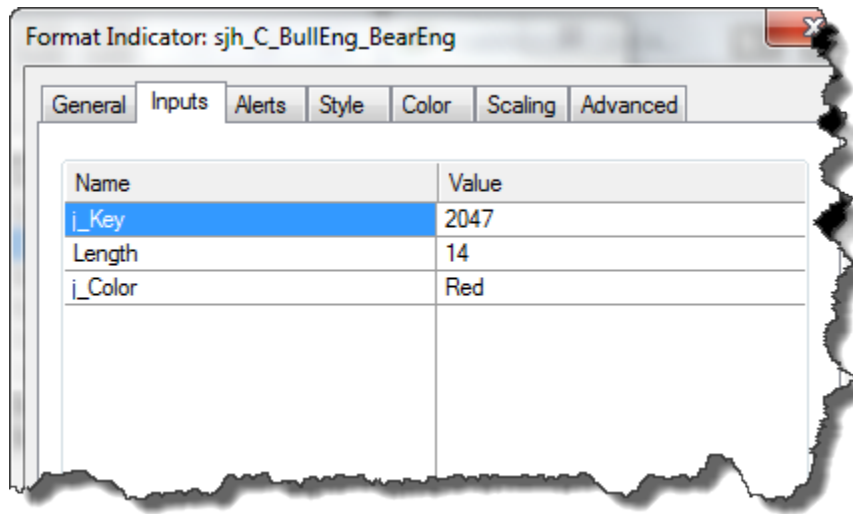 Format Indicator: sjh_C_BullEng_BearEng
General Inputs Alerts Style Color Scaling Advanced
Name Value
j_Key 2047
Length 14
j_Color Red